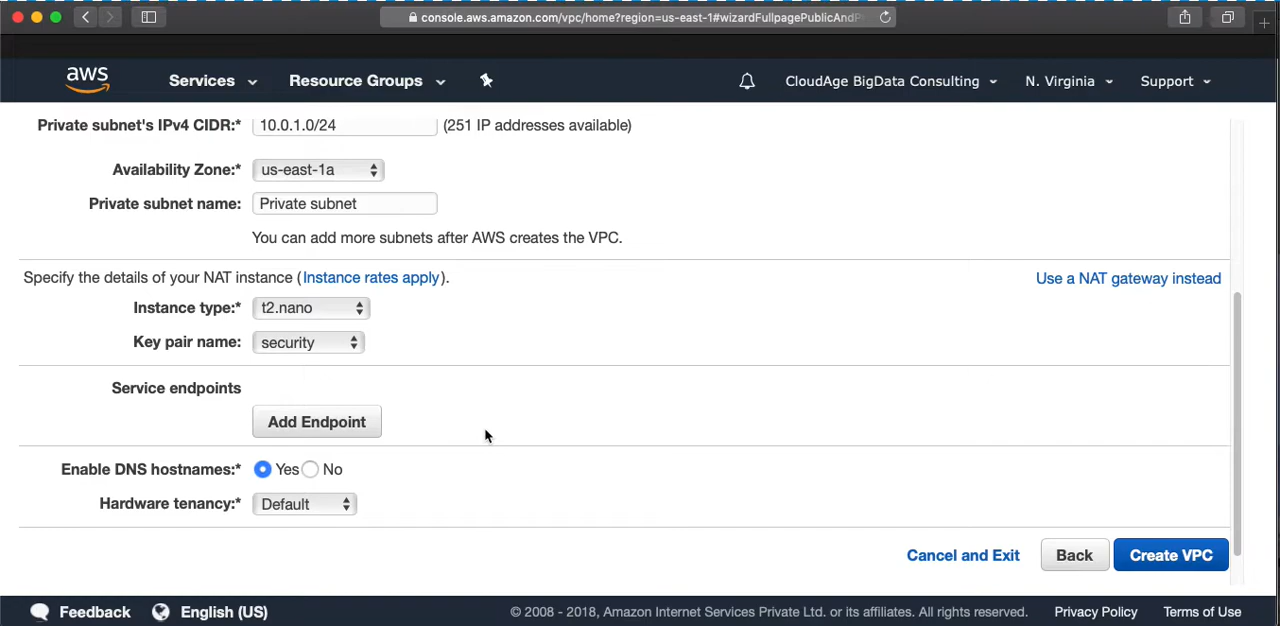 console.aws.amazon.com/vpc/home?region=us-east-1#wizardFullpagePublicAndP
aws Services Resource Groups CloudAge BigData Consulting N. Virginia Support
Private subnet's IPv4 CIDR:* 10.0.1.0/24 (251 IP addresses available)
Availability Zone:* us-east-1a
Private subnet name: Private subnet
You can add more subnets after AWS creates the VPC.
Specify the details of your NAT instance (Instance rates apply). Use a NAT gateway instead
Instance type:* t2.nano
Key pair name: security
Service endpoints
Add Endpoint
Enable DNS hostnames:* Yes No
Hardware tenancy:* Default
Cancel and Exit Back Create VPC
Feedback English (US) © 2008 - 2018, Amazon Internet Services Private Ltd. or its affiliates. All rights reserved. Privacy Policy Terms of Use